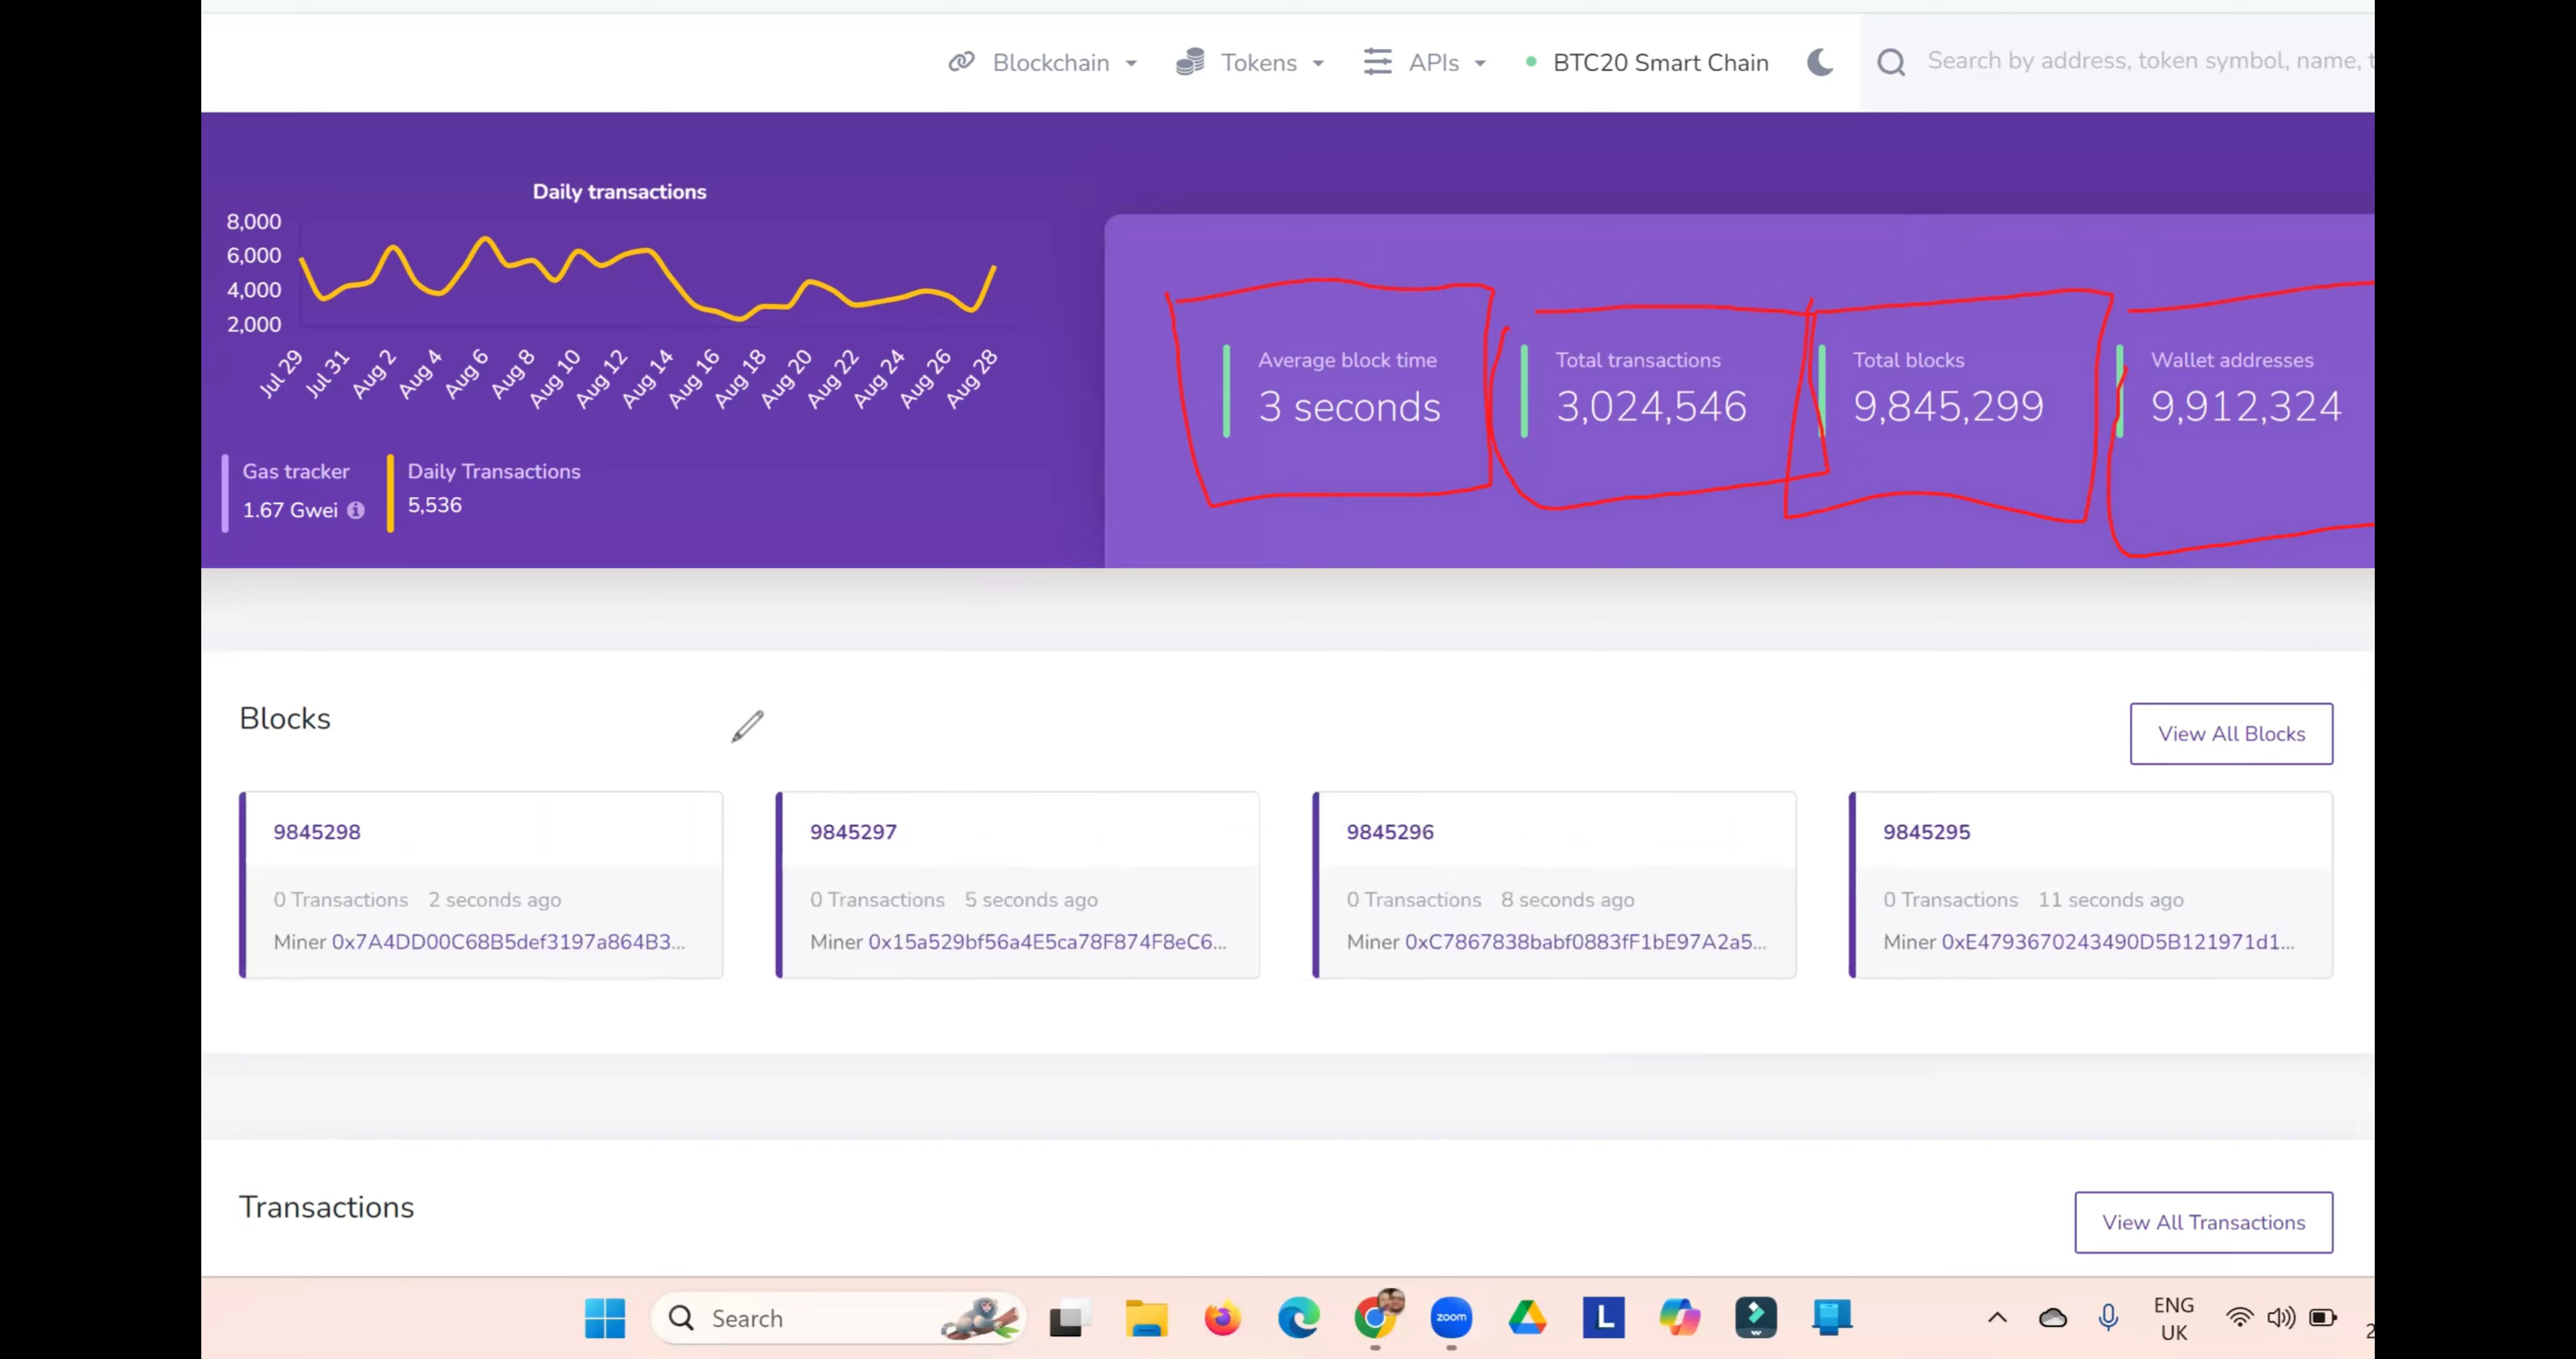 Blockchain Tokens APIs BTC20 Smart Chain Search by address, token symbol, name, t
Daily transactions
8,000
6,000
4,000
2,000
Jul 29 Jul 31 Aug 2 Aug 4 Aug 6 Aug 8 Aug 10 Aug 12 Aug 14 Aug 16 Aug 18 Aug 20 Aug 22 Aug 24 Aug 26 Aug 28
Gas tracker
1.67 Gwei
Daily Transactions
5,536
Average block time
3 seconds
Total transactions
3,024,546
Total blocks
9,845,299
Wallet addresses
9,912,324
Blocks
View All Blocks
9845298
0 Transactions 2 seconds ago
Miner 0x7A4DD00C68B5def3197a864B3...
9845297
0 Transactions 5 seconds ago
Miner 0x15a529bf56a4E5ca78F874F8eC6...
9845296
0 Transactions 8 seconds ago
Miner 0xC7867838babf0883fF1bE97A2a5...
9845295
0 Transactions 11 seconds ago
Miner 0xE4793670243490D5B121971d1...
Transactions
View All Transactions
Search
zoom
L
ENG
UK
2